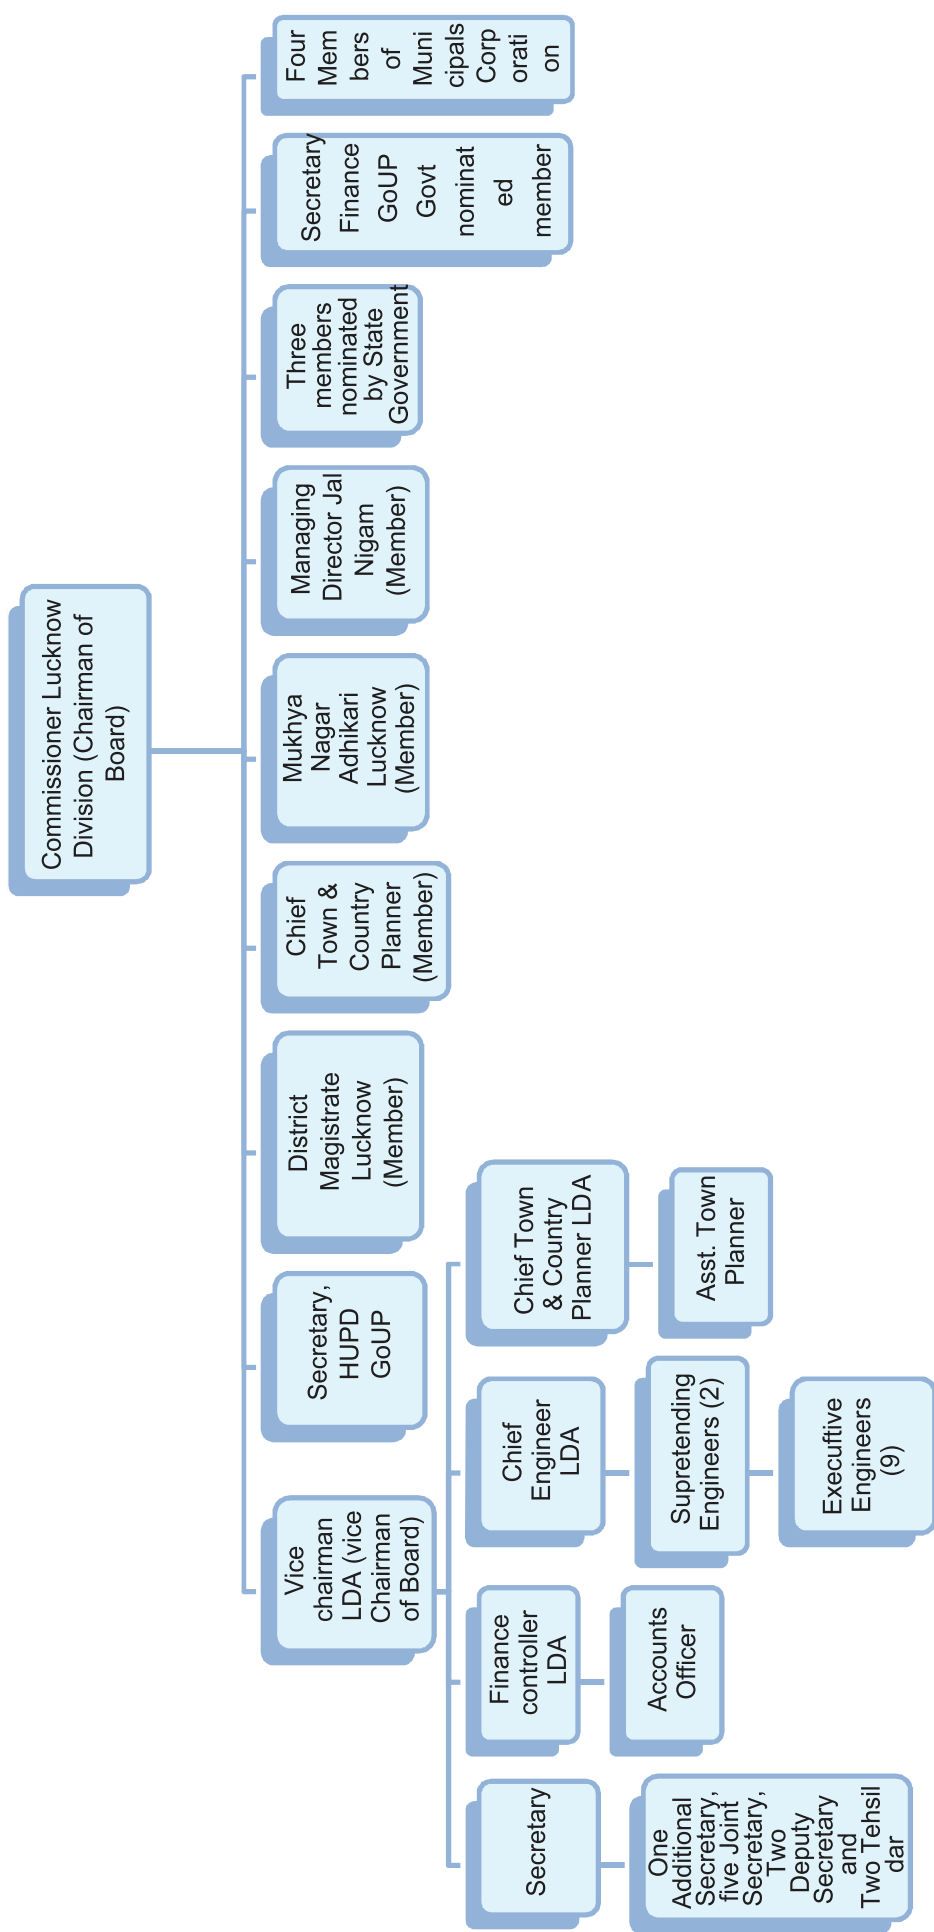 Commissioner Lucknow
Division (Chairman of
Board)
Vice
chairman
LDA (vice
Chairman
of Board)
Secretary,
HUPD
GoUP
District
Magistrate
Lucknow
(Member)
Chief
Town &
Country
Planner
(Member)
Mukhya
Nagar
Adhikari
Lucknow
(Member)
Managing
Director Jal
Nigam
(Member)
Three
members
nominated
by State
Government
Secretary
Finance
GoUP
Govt
nominat
ed
member
Four
Mem
bers
of
Muni
cipals
Corp
orati
on
Secretary
Finance
controller
LDA
Chief
Engineer
LDA
Chief Town
& Country
Planner LDA
One
Additional
Secretary,
five Joint
Secretary,
Two
Deputy
Secretary
and
Two Tehsil
dar
Accounts
Officer
Supretending
Engineers (2)
Asst. Town
Planner
Execuftive
Engineers
(9)